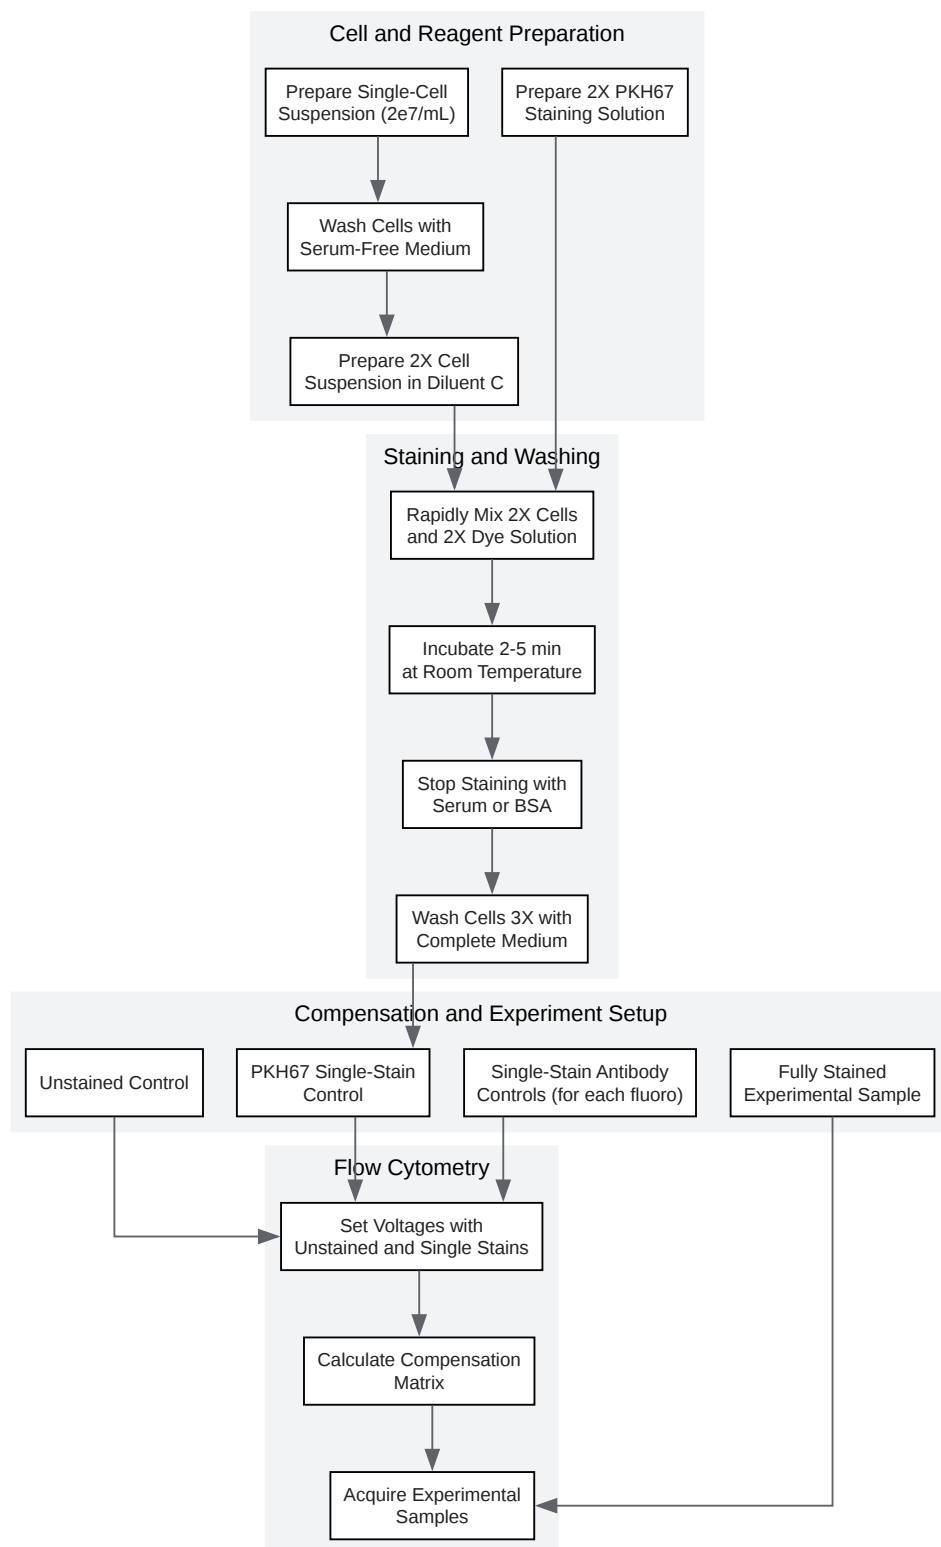 Cell and Reagent Preparation
Prepare Single-Cell
Suspension (2e7/mL)
Prepare 2X PKH67
Staining Solution
Wash Cells with
Serum-Free Medium
Prepare 2X Cell
Suspension in Diluent C
Staining and Washing
Rapidly Mix 2X Cells
and 2X Dye Solution
Incubate 2-5 min
at Room Temperature
Stop Staining with
Serum or BSA
Wash Cells 3X with
Complete Medium
Compensation and Experiment Setup
Unstained Control
PKH67 Single-Stain
Control
Single-Stain Antibody
Controls (for each fluoro)
Fully Stained
Experimental Sample
Flow Cytometry
Set Voltages with
Unstained and Single Stains
Calculate Compensation
Matrix
Acquire Experimental
Samples